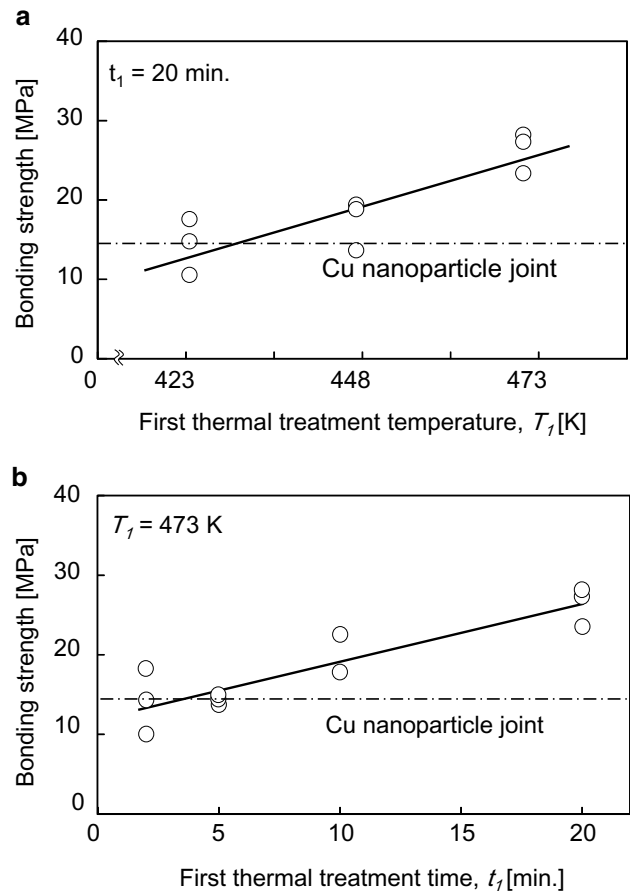 a
40
t₁ = 20 min.
30
20
10
Cu nanoparticle joint
0
0 423 448 473
First thermal treatment temperature, T₁[K]
Bonding strength [MPa]
b
40
T₁ = 473 K
30
20
10
Cu nanoparticle joint
0
0 5 10 15 20
First thermal treatment time, t₁[min.]
Bonding strength [MPa]